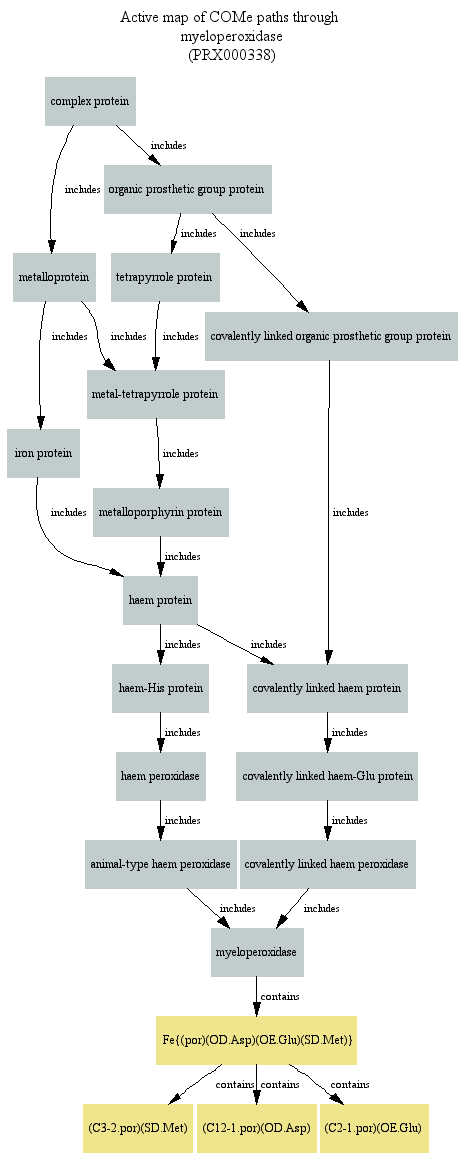 Active map of COMe paths through
myeloperoxidase
(PRX000338)
complex protein
includes
includes
organic prosthetic group protein
includes
includes
metalloprotein
tetrapyrrole protein
covalently linked organic prosthetic group protein
includes
includes
includes
metal-tetrapyrrole protein
iron protein
includes
metalloporphyrin protein
includes
includes
includes
haem protein
includes
includes
haem-His protein
covalently linked haem protein
includes
includes
haem peroxidase
covalently linked haem-Glu protein
includes
includes
animal-type haem peroxidase
covalently linked haem peroxidase
includes
includes
myeloperoxidase
contains
Fe{(por)(OD.Asp)(OE.Glu)(SD.Met)}
contains
contains
contains
(C3-2.por)(SD.Met)
(C12-1.por)(OD.Asp)
(C2-1.por)(OE.Glu)